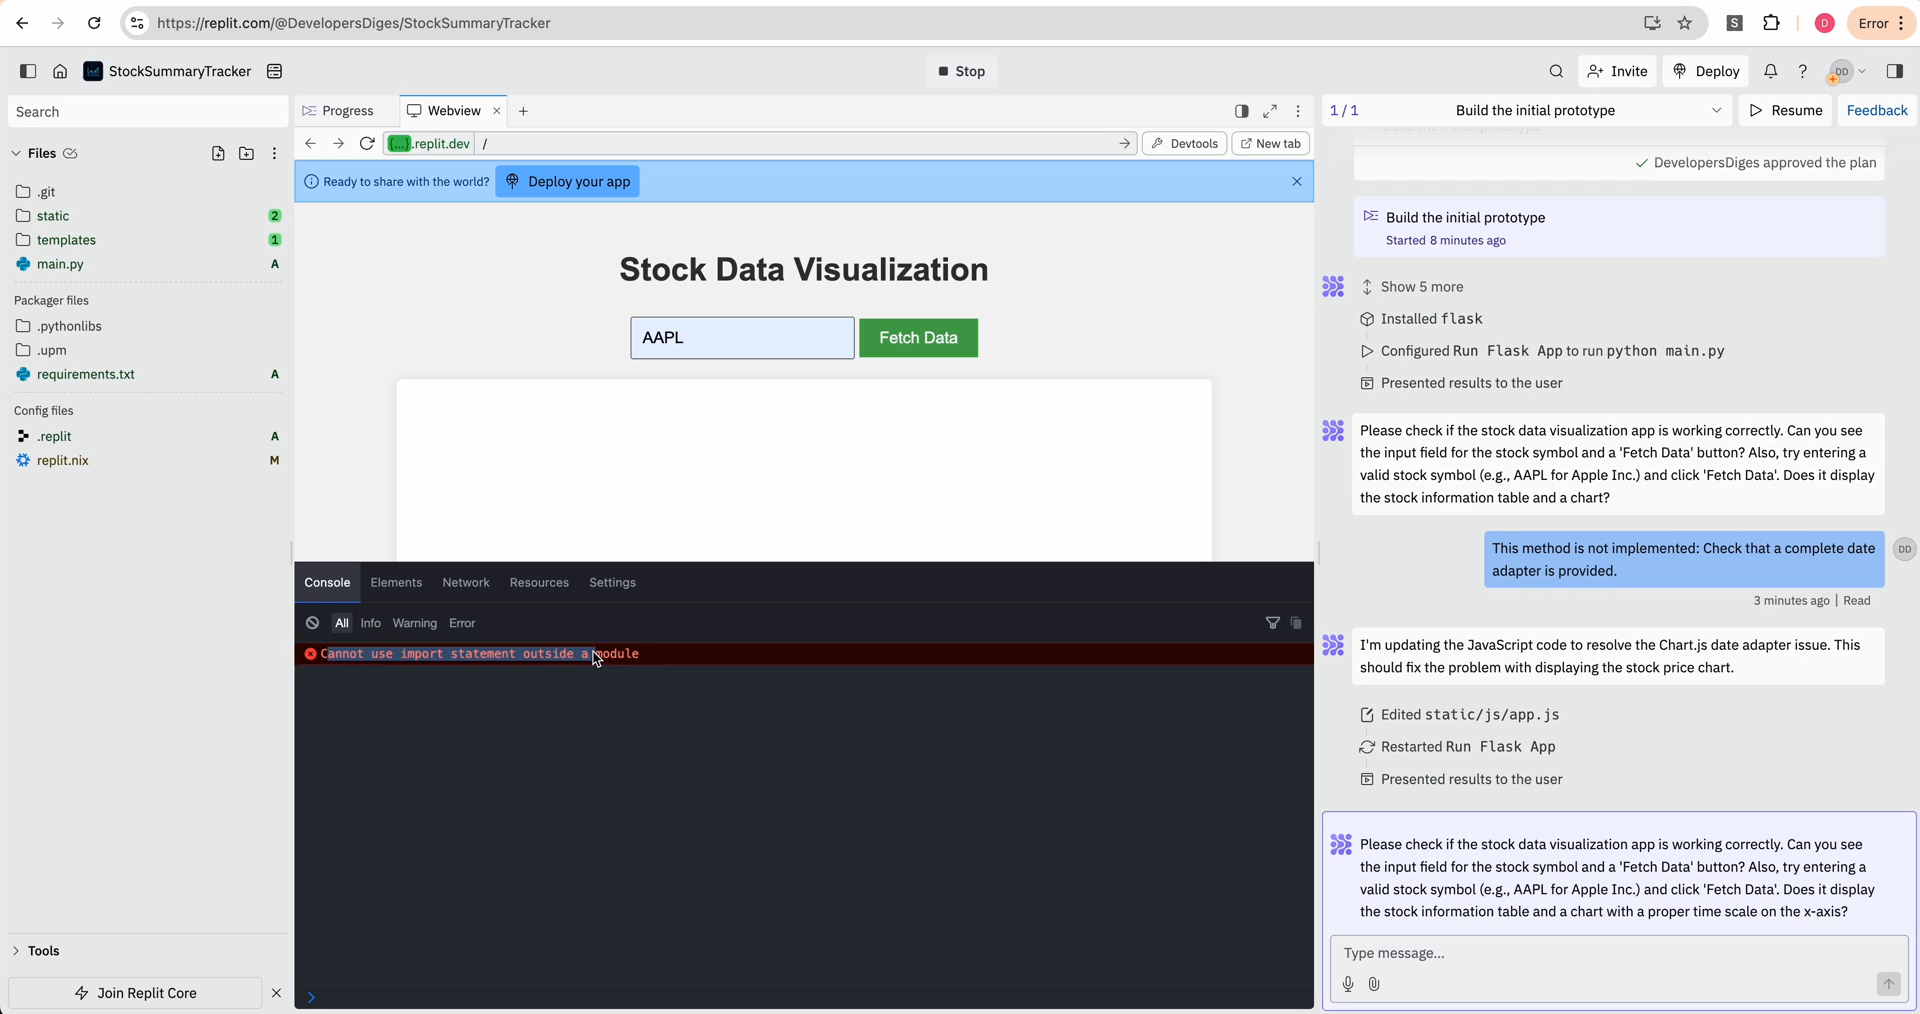 https://replit.com/@DevelopersDiges/StockSummaryTracker
S
D
Error
StockSummaryTracker
Stop
Invite
Deploy
?
DD
Search
Progress
Webview
1 / 1
Build the initial prototype
Resume
Feedback
Files
{...}.replit.dev
/
Devtools
New tab
Ready to share with the world?
Deploy your app
.git
static 2
templates 1
main.py A
Packager files
.pythonlibs
.upm
requirements.txt A
Config files
.replit A
replit.nix M
Stock Data Visualization
AAPL
Fetch Data
Console
Elements
Network
Resources
Settings
All
Info
Warning
Error
Cannot use import statement outside a module
Build the initial prototype
DevelopersDiges approved the plan
Build the initial prototype
Started 8 minutes ago
Show 5 more
Installed flask
Configured Run Flask App to run python main.py
Presented results to the user
Please check if the stock data visualization app is working correctly. Can you see
the input field for the stock symbol and a 'Fetch Data' button? Also, try entering a
valid stock symbol (e.g., AAPL for Apple Inc.) and click 'Fetch Data'. Does it display
the stock information table and a chart?
This method is not implemented: Check that a complete date
adapter is provided.
DD
3 minutes ago | Read
I'm updating the JavaScript code to resolve the Chart.js date adapter issue. This
should fix the problem with displaying the stock price chart.
Edited static/js/app.js
Restarted Run Flask App
Presented results to the user
Please check if the stock data visualization app is working correctly. Can you see
the input field for the stock symbol and a 'Fetch Data' button? Also, try entering a
valid stock symbol (e.g., AAPL for Apple Inc.) and click 'Fetch Data'. Does it display
the stock information table and a chart with a proper time scale on the x-axis?
Type message...
Tools
Join Replit Core